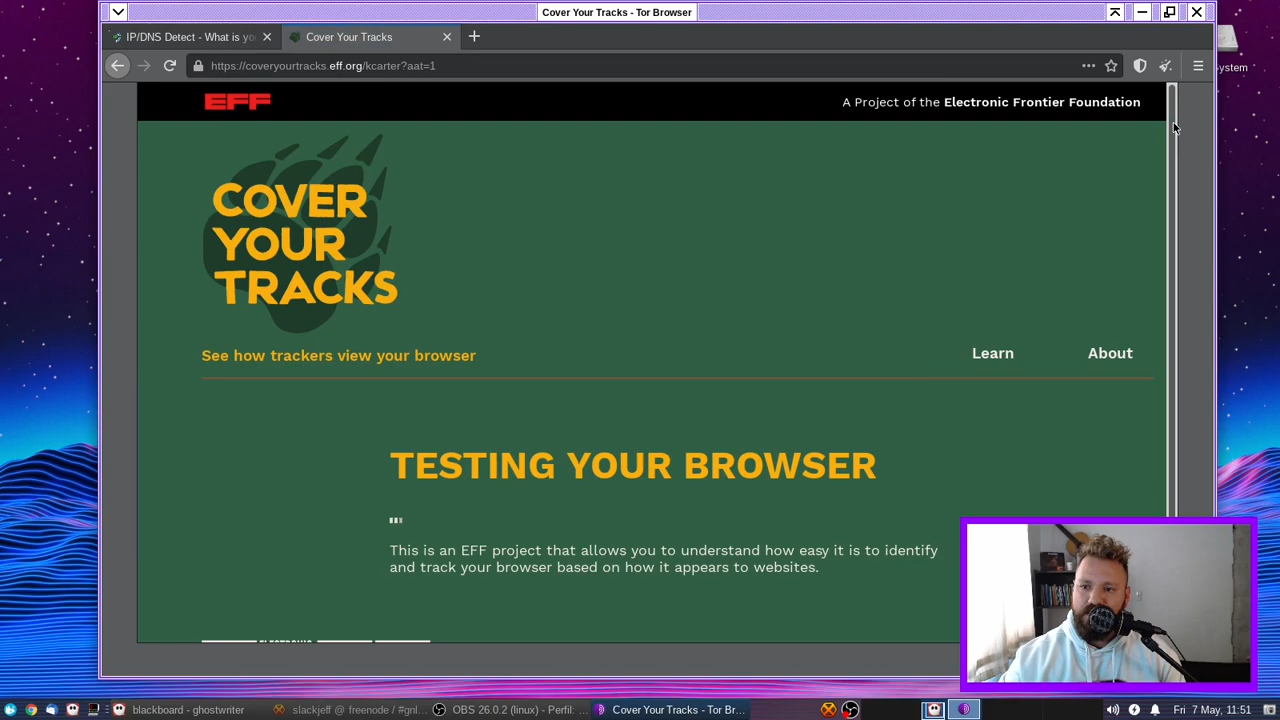 Cover Your Tracks - Tor Browser
IP/DNS Detect - What is yo
Cover Your Tracks
https://coveryourtracks.eff.org/kcarter?aat=1
ystem
EFF
A Project of the Electronic Frontier Foundation
COVER
YOUR
TRACKS
See how trackers view your browser
Learn
About
TESTING YOUR BROWSER
This is an EFF project that allows you to understand how easy it is to identify
and track your browser based on how it appears to websites.
blackboard - ghostwriter
slackjeff @ freenode / #gnl...
OBS 26.0.2 (linux) - Perfil: ...
Cover Your Tracks - Tor Br...
Fri 7 May, 11:51